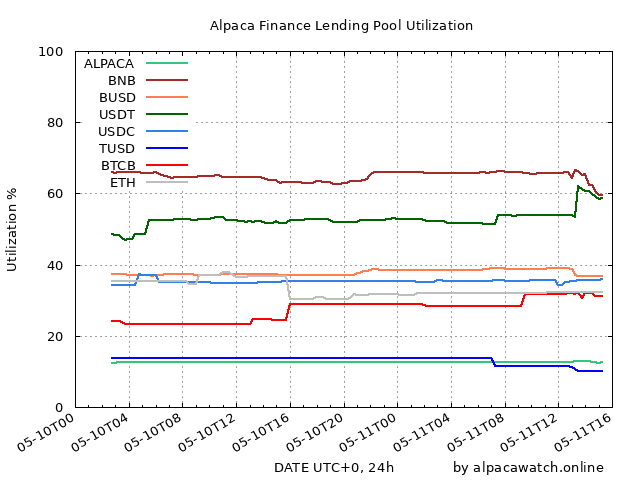 Alpaca Finance Lending Pool Utilization
100
80
60
40
20
0
Utilization %
ALPACA
BNB
BUSD
USDT
USDC
TUSD
BTCB
ETH
05-10T00
05-10T04
05-10T08
05-10T12
05-10T16
05-10T20
05-11T00
05-11T04
05-11T08
05-11T12
05-11T16
DATE UTC+0, 24h
by alpacawatch.online